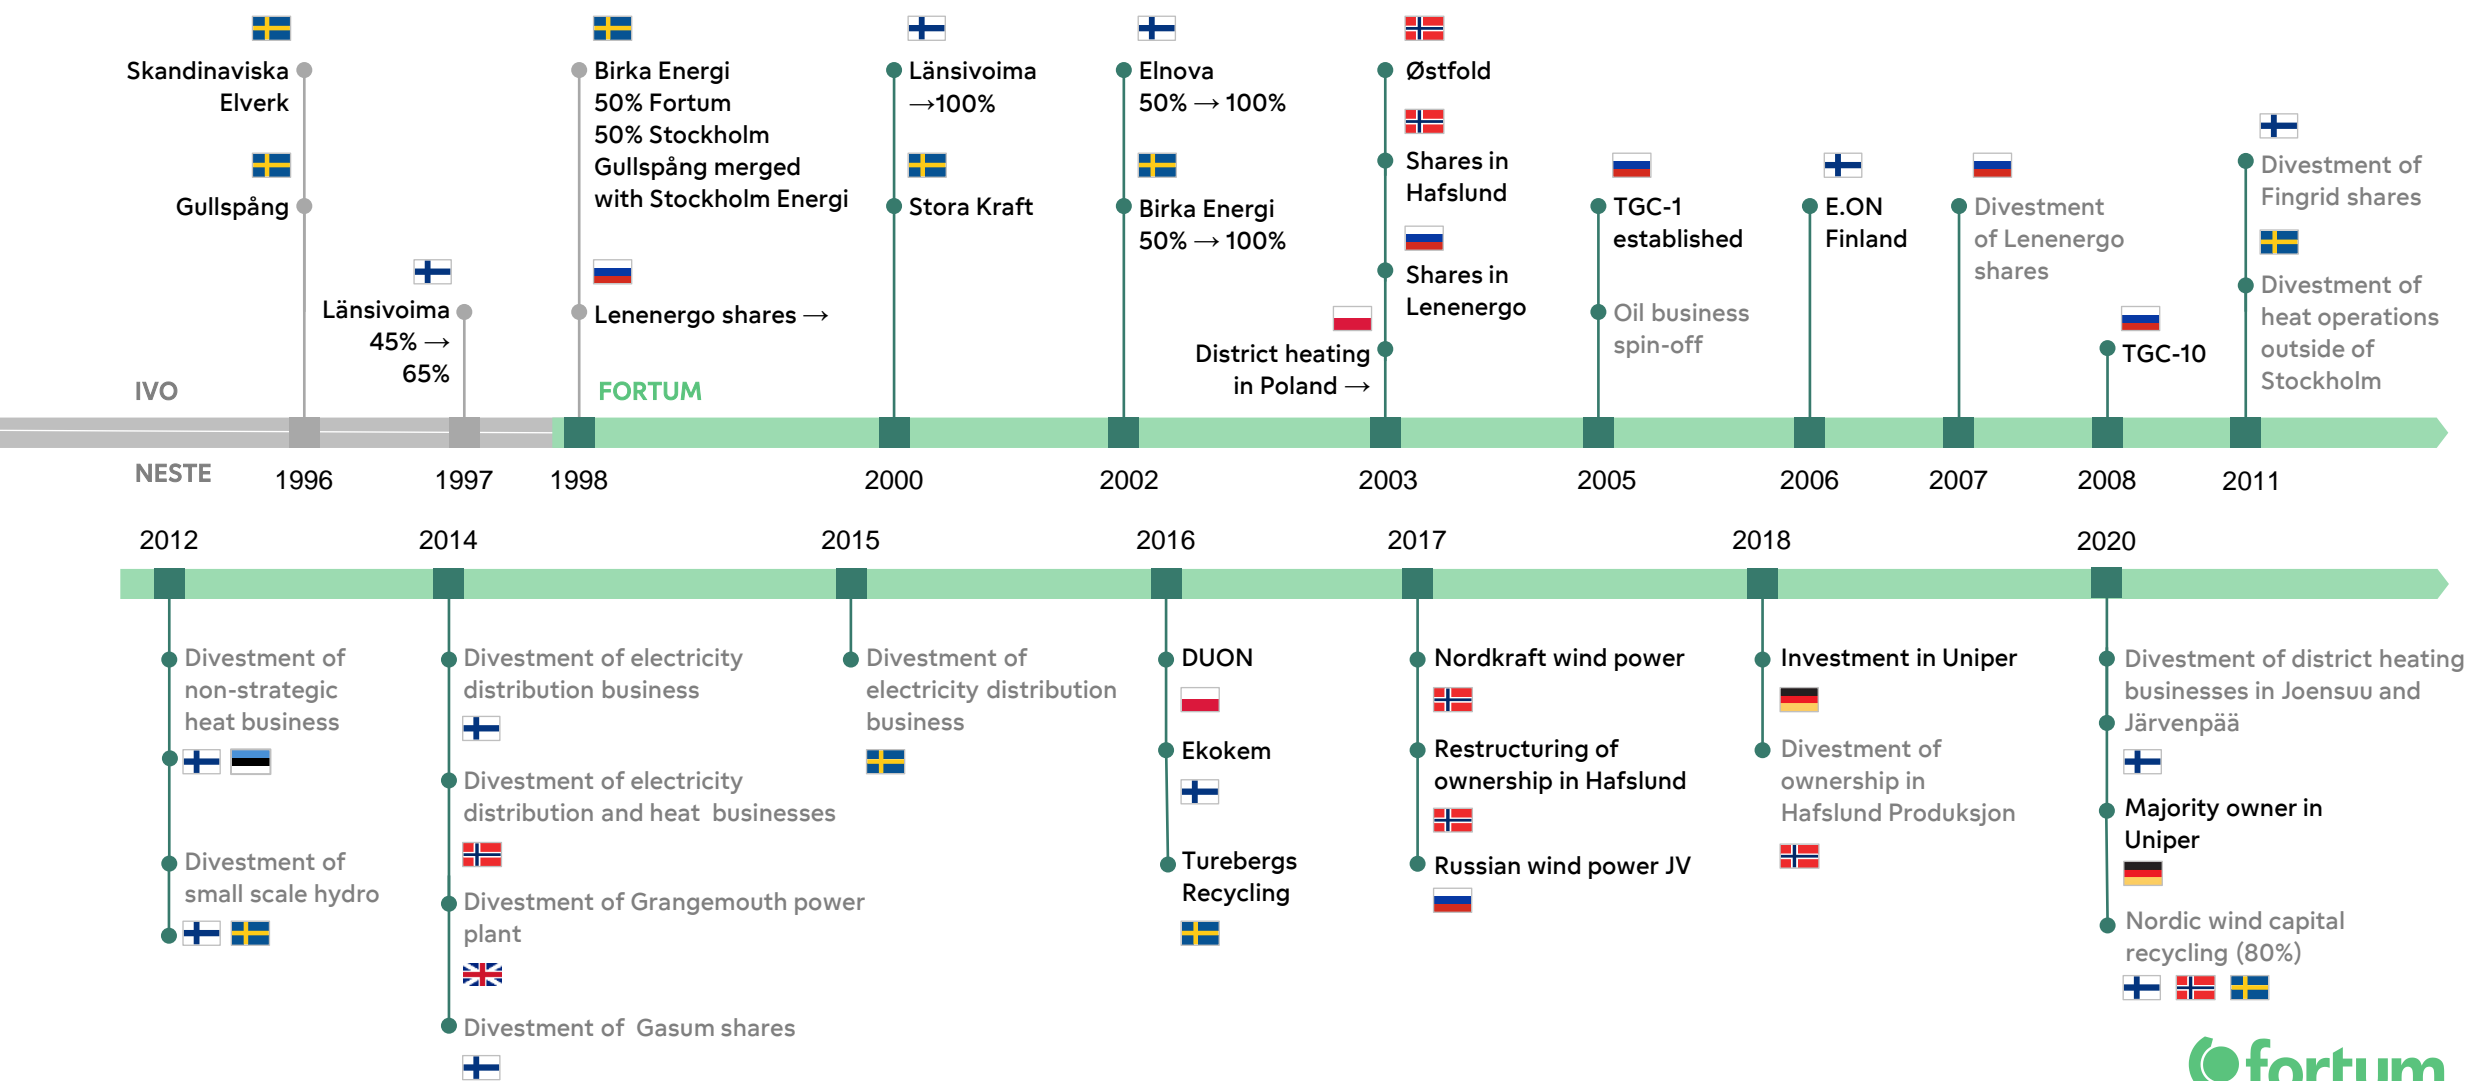 Skandinaviska
Elverk
Gullspång
Länsivoima
45% →
65%
Birka Energi
50% Fortum
50% Stockholm
Gullspång merged
with Stockholm Energi
Lenenergo shares →
Länsivoima
→100%
Stora Kraft
Elnova
50% → 100%
Birka Energi
50% → 100%
Østfold
Shares in
Hafslund
Shares in
Lenenergo
District heating
in Poland →
TGC-1
established
Oil business
spin-off
E.ON
Finland
Divestment
of Lenenergo
shares
TGC-10
Divestment of
Fingrid shares
Divestment of
heat operations
outside of
Stockholm
IVO
FORTUM
NESTE
1996
1997
1998
2000
2002
2003
2005
2006
2007
2008
2011
2012
2014
2015
2016
2017
2018
2020
Divestment of
non-strategic
heat business
Divestment of
small scale hydro
Divestment of electricity
distribution business
Divestment of electricity
distribution and heat businesses
Divestment of Grangemouth power
plant
Divestment of Gasum shares
Divestment of
electricity distribution
business
DUON
Ekokem
Turebergs
Recycling
Nordkraft wind power
Restructuring of
ownership in Hafslund
Russian wind power JV
Investment in Uniper
Divestment of
ownership in
Hafslund Produksjon
Divestment of district heating
businesses in Joensuu and
Järvenpää
Majority owner in
Uniper
Nordic wind capital
recycling (80%)
fortum